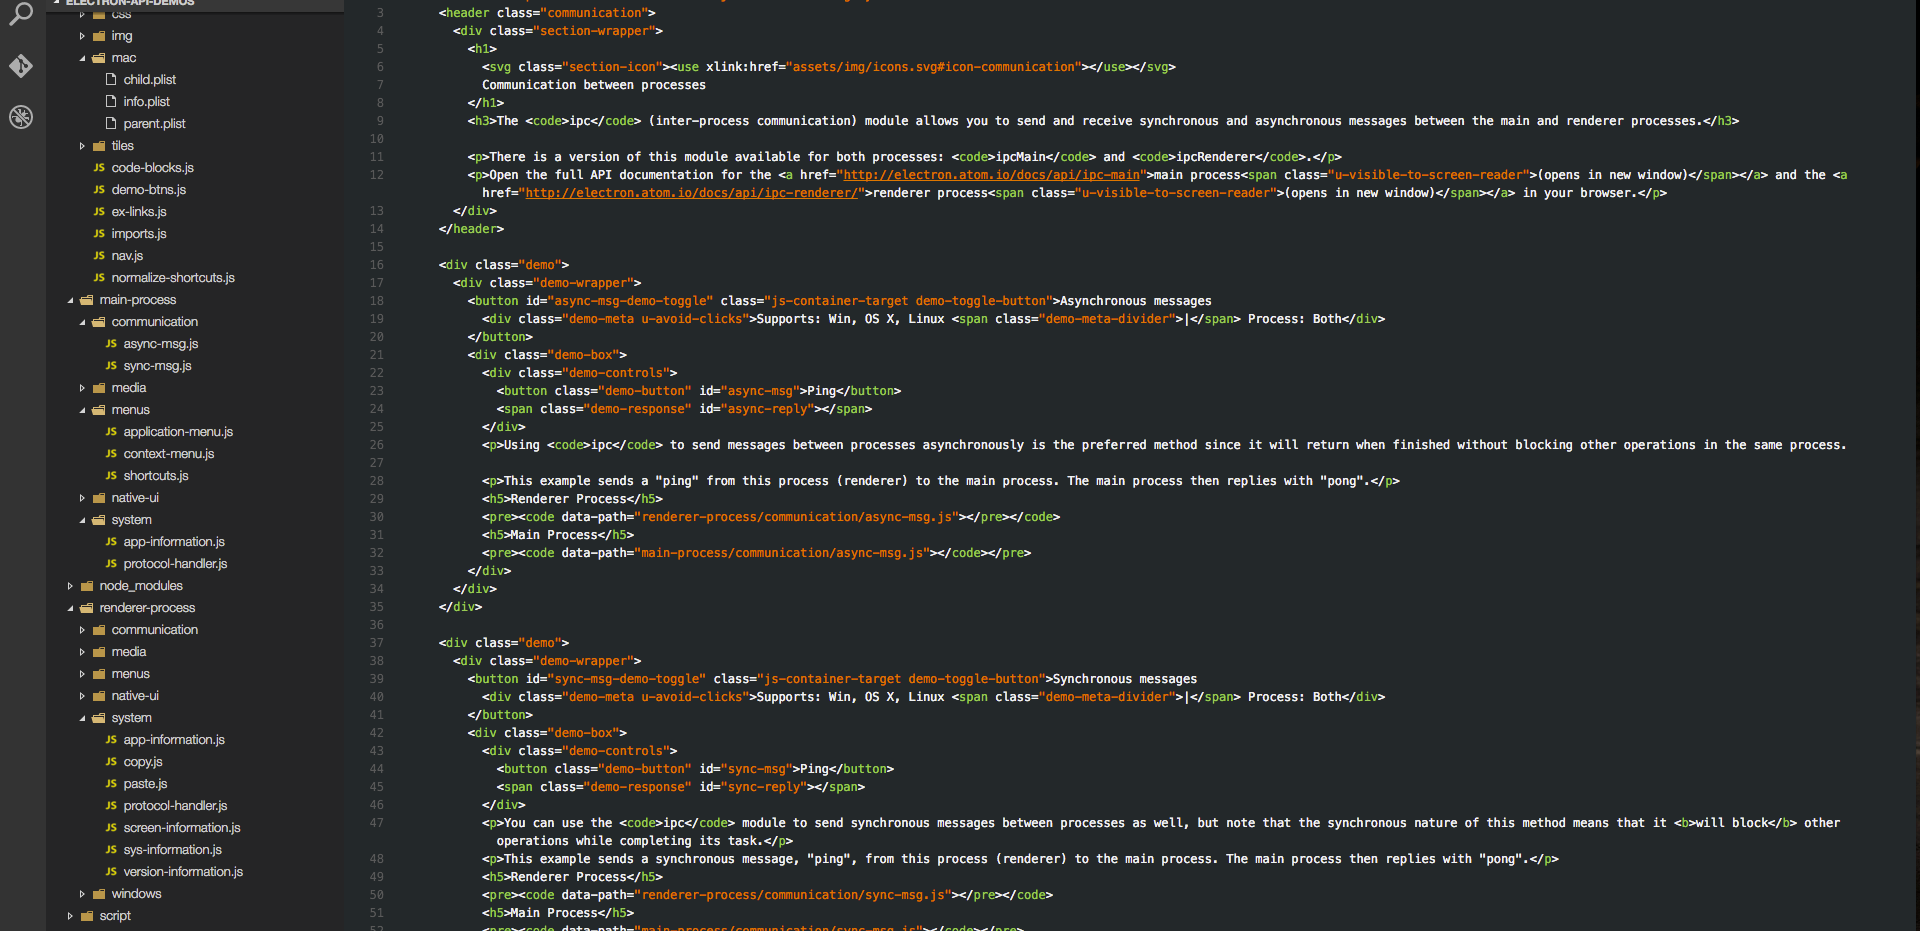 ELECTRON-API-DEMOS
css
img
mac
child.plist
info.plist
parent.plist
tiles
JS code-blocks.js
JS demo-btns.js
JS ex-links.js
JS imports.js
JS nav.js
JS normalize-shortcuts.js
main-process
communication
JS async-msg.js
JS sync-msg.js
media
menus
JS application-menu.js
JS context-menu.js
JS shortcuts.js
native-ui
system
JS app-information.js
JS protocol-handler.js
node_modules
renderer-process
communication
media
menus
native-ui
system
JS app-information.js
JS copy.js
JS paste.js
JS protocol-handler.js
JS screen-information.js
JS sys-information.js
JS version-information.js
windows
script
3 <header class="communication">
4 <div class="section-wrapper">
5 <h1>
6 <svg class="section-icon"><use xlink:href="assets/img/icons.svg#icon-communication"></use></svg>
7 Communication between processes
8 </h1>
9 <h3>The <code>ipc</code> (inter-process communication) module allows you to send and receive synchronous and asynchronous messages between the main and renderer processes.</h3>
10
11 <p>There is a version of this module available for both processes: <code>ipcMain</code> and <code>ipcRenderer</code>.</p>
12 <p>Open the full API documentation for the <a href="http://electron.atom.io/docs/api/ipc-main">main process<span class="u-visible-to-screen-reader">(opens in new window)</span></a> and the <a
href="http://electron.atom.io/docs/api/ipc-renderer/">renderer process<span class="u-visible-to-screen-reader">(opens in new window)</span></a> in your browser.</p>
13 </div>
14 </header>
15
16 <div class="demo">
17 <div class="demo-wrapper">
18 <button id="async-msg-demo-toggle" class="js-container-target demo-toggle-button">Asynchronous messages
19 <div class="demo-meta u-avoid-clicks">Supports: Win, OS X, Linux <span class="demo-meta-divider">|</span> Process: Both</div>
20 </button>
21 <div class="demo-box">
22 <div class="demo-controls">
23 <button class="demo-button" id="async-msg">Ping</button>
24 <span class="demo-response" id="async-reply"></span>
25 </div>
26 <p>Using <code>ipc</code> to send messages between processes asynchronously is the preferred method since it will return when finished without blocking other operations in the same process.
27
28 <p>This example sends a "ping" from this process (renderer) to the main process. The main process then replies with "pong".</p>
29 <h5>Renderer Process</h5>
30 <pre><code data-path="renderer-process/communication/async-msg.js"></pre></code>
31 <h5>Main Process</h5>
32 <pre><code data-path="main-process/communication/async-msg.js"></code></pre>
33 </div>
34 </div>
35 </div>
36
37 <div class="demo">
38 <div class="demo-wrapper">
39 <button id="sync-msg-demo-toggle" class="js-container-target demo-toggle-button">Synchronous messages
40 <div class="demo-meta u-avoid-clicks">Supports: Win, OS X, Linux <span class="demo-meta-divider">|</span> Process: Both</div>
41 </button>
42 <div class="demo-box">
43 <div class="demo-controls">
44 <button class="demo-button" id="sync-msg">Ping</button>
45 <span class="demo-response" id="sync-reply"></span>
46 </div>
47 <p>You can use the <code>ipc</code> module to send synchronous messages between processes as well, but note that the synchronous nature of this method means that it <b>will block</b> other
operations while completing its task.</p>
48 <p>This example sends a synchronous message, "ping", from this process (renderer) to the main process. The main process then replies with "pong".</p>
49 <h5>Renderer Process</h5>
50 <pre><code data-path="renderer-process/communication/sync-msg.js"></pre></code>
51 <h5>Main Process</h5>
52 <pre><code data-path="main-process/communication/sync-msg.js"></code></pre>